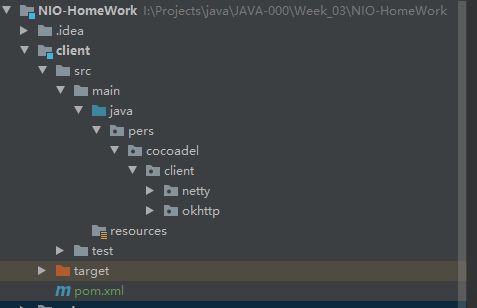 NIO-HomeWork I:\Projects\java\JAVA-000\Week_03\NIO-HomeWork
.idea
client
src
main
java
pers
cocoadel
client
netty
okhttp
resources
test
target
pom.xml